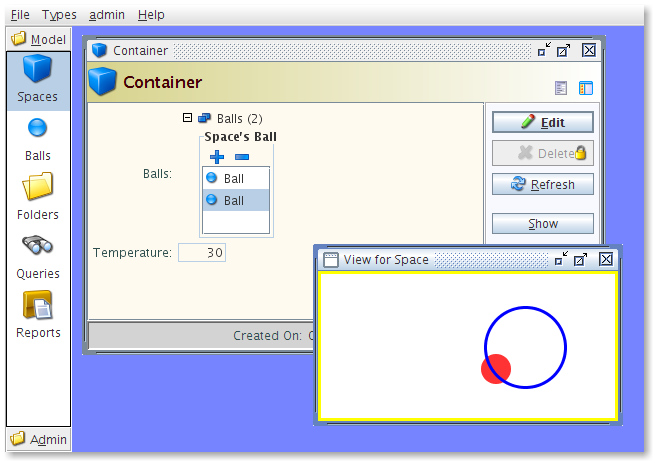 File Types admin Help
Model
Spaces
Balls
Folders
Queries
Reports
Admin
Container
Container
Balls (2)
Space's Ball
Balls:
Ball
Ball
Temperature: 30
Created On:
Edit
Delete
Refresh
Show
View for Space